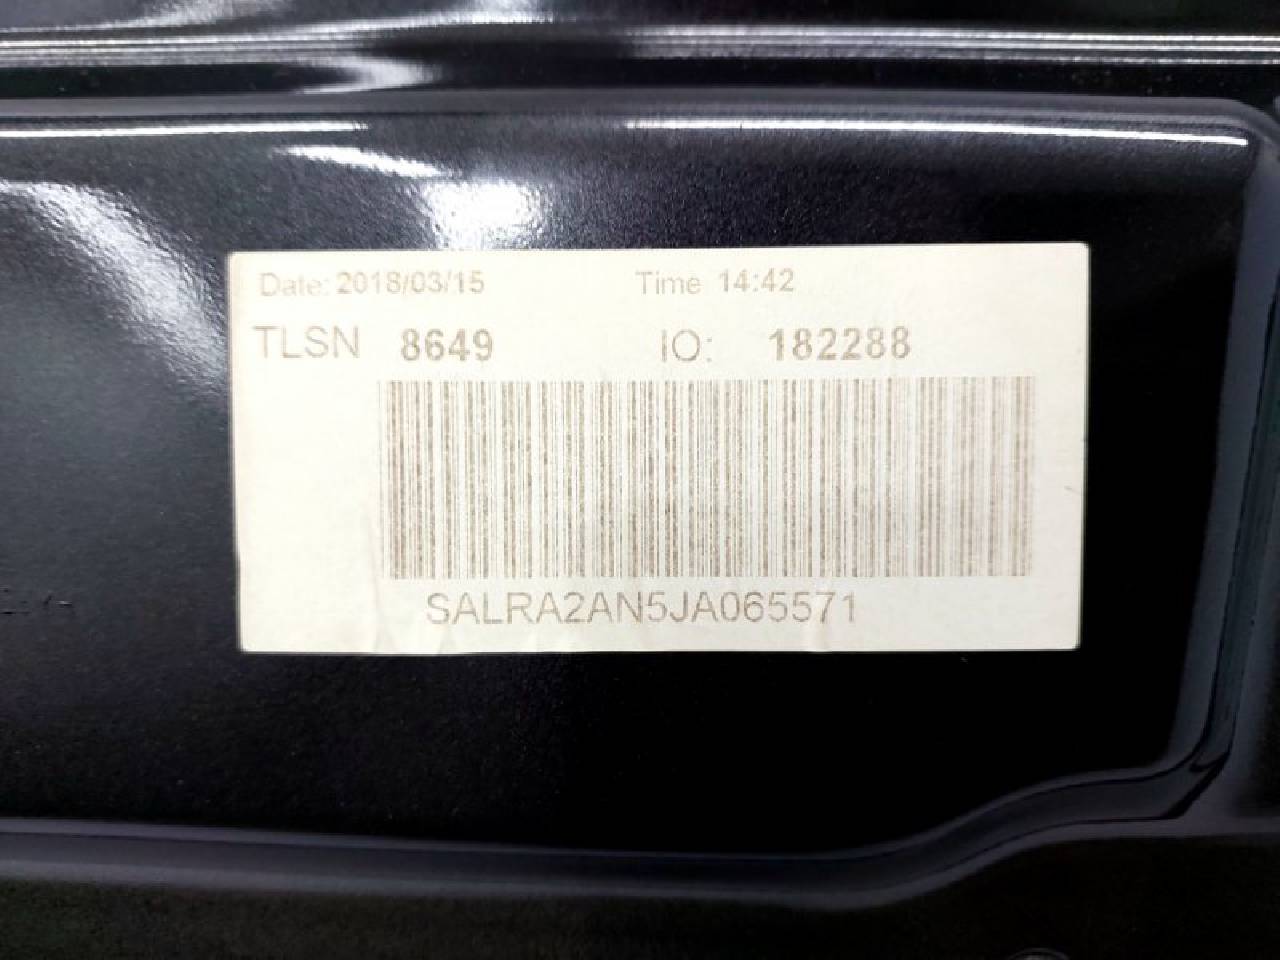 Date: 2018/03/15 Time 14:42
TLSN 8649 IO: 182288
SALRA2AN5JA065571